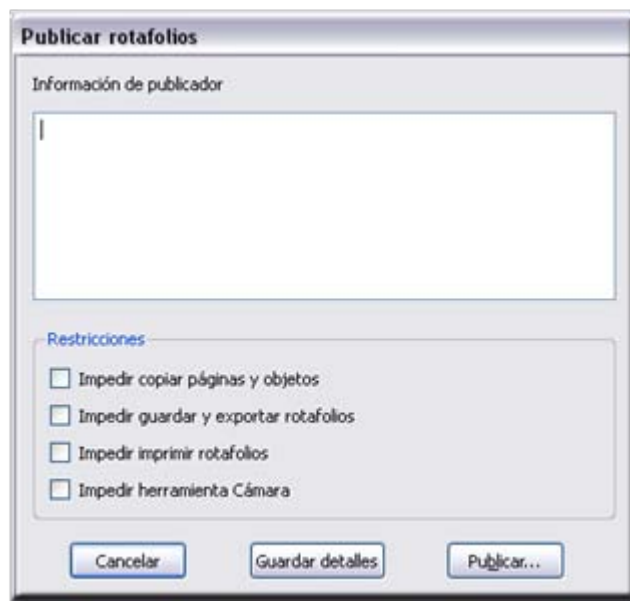 Publicar rotafolios
Información de publicador
Restricciones
Impedir copiar páginas y objetos
Impedir guardar y exportar rotafolios
Impedir imprimir rotafolios
Impedir herramienta Cámara
Cancelar Guardar detalles Publicar...